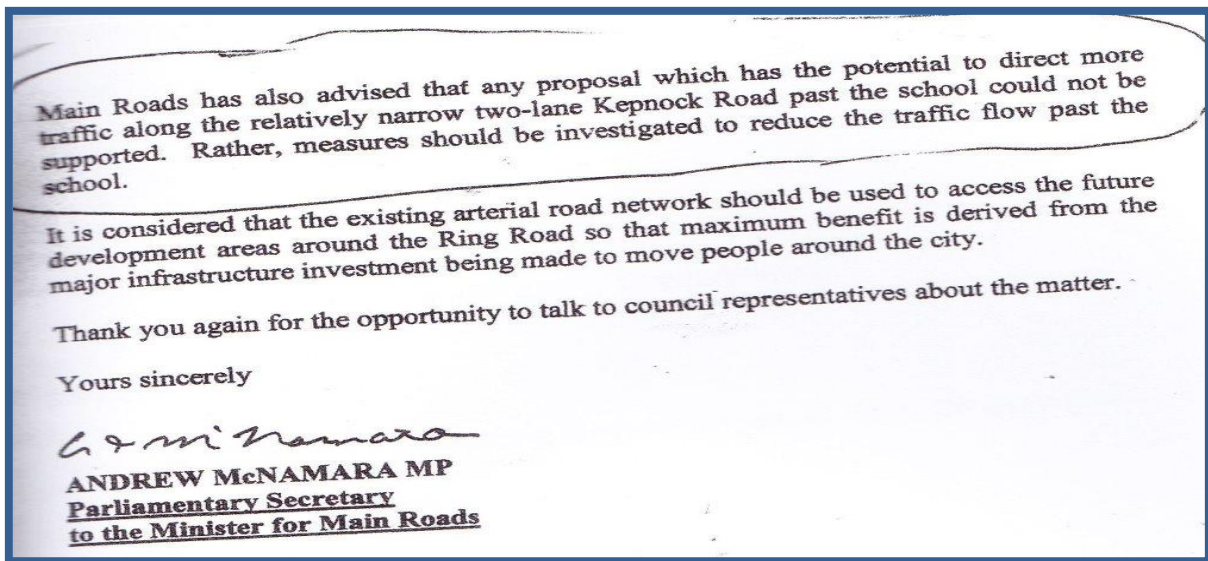 Main Roads has also advised that any proposal which has the potential to direct more
traffic along the relatively narrow two-lane Kepnock Road past the school could not be
supported. Rather, measures should be investigated to reduce the traffic flow past the
school.
It is considered that the existing arterial road network should be used to access the future
development areas around the Ring Road so that maximum benefit is derived from the
major infrastructure investment being made to move people around the city.
Thank you again for the opportunity to talk to council representatives about the matter.
Yours sincerely
ANDREW McNAMARA MP
Parliamentary Secretary
to the Minister for Main Roads